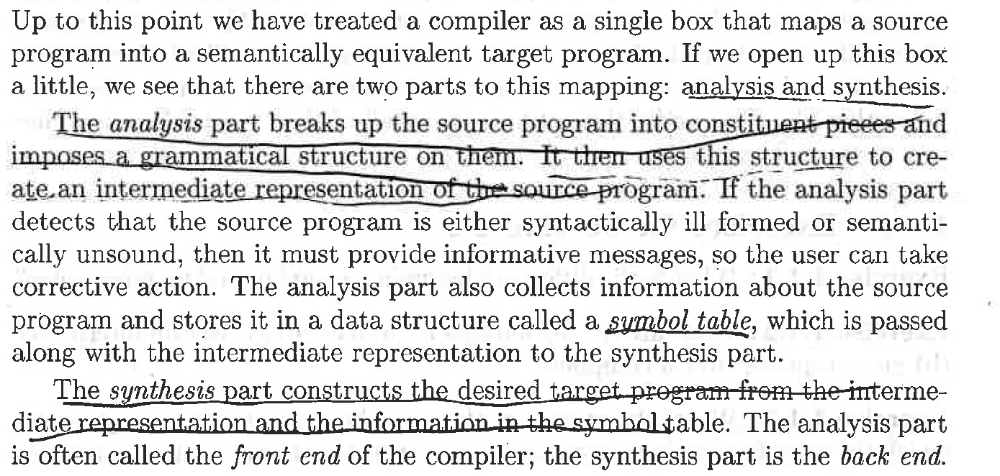 Up to this point we have treated a compiler as a single box that maps a source
program into a semantically equivalent target program. If we open up this box
a little, we see that there are two parts to this mapping: analysis and synthesis.
The analysis part breaks up the source program into constituent pieces and
imposes a grammatical structure on them. It then uses this structure to cre-
ate an intermediate representation of the source program. If the analysis part
detects that the source program is either syntactically ill formed or semanti-
cally unsound, then it must provide informative messages, so the user can take
corrective action. The analysis part also collects information about the source
program and stores it in a data structure called a symbol table, which is passed
along with the intermediate representation to the synthesis part.
The synthesis part constructs the desired target program from the interme-
diate representation and the information in the symbol table. The analysis part
is often called the front end of the compiler; the synthesis part is the back end.